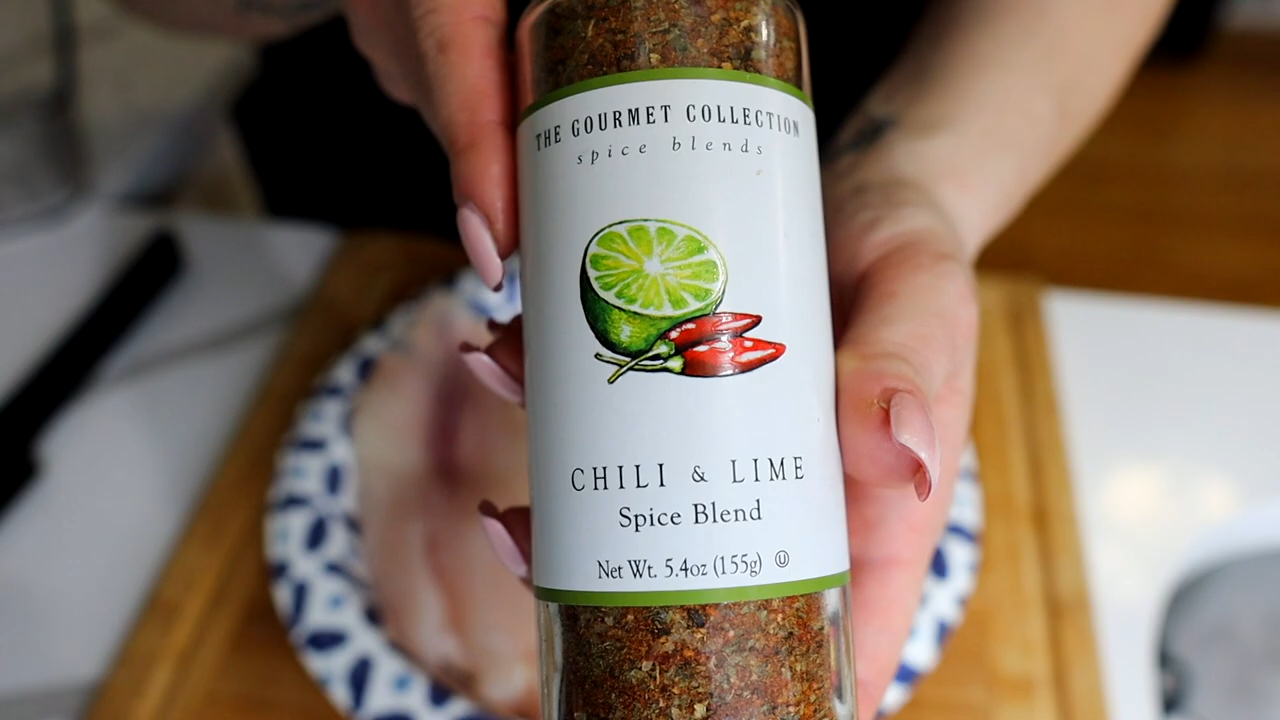 THE GOURMET COLLECTION
spice blends
CHILI & LIME
Spice Blend
Net Wt. 5.4oz (155g) Ⓤ